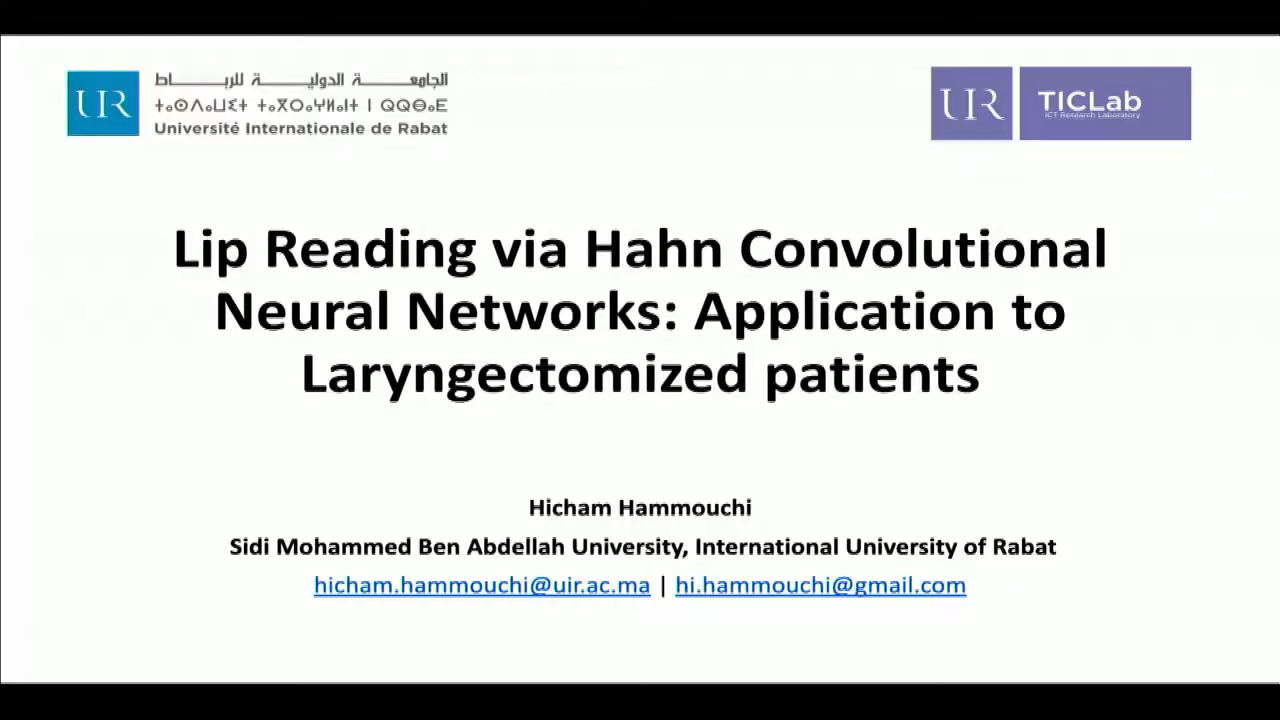 الجامعة الدولية للرباط
ⵜⴰⵙⴷⴰⵡⵉⵜ ⵜⴰⴳⵔⴰⵖⵍⴰⵏⵜ ⵏ ⵕⵕⴱⴰⵟ
Université Internationale de Rabat
UIR
UIR
TICLab
ICT Research Laboratory
Lip Reading via Hahn Convolutional
Neural Networks: Application to
Laryngectomized patients
Hicham Hammouchi
Sidi Mohammed Ben Abdellah University, International University of Rabat
hicham.hammouchi@uir.ac.ma | hi.hammouchi@gmail.com